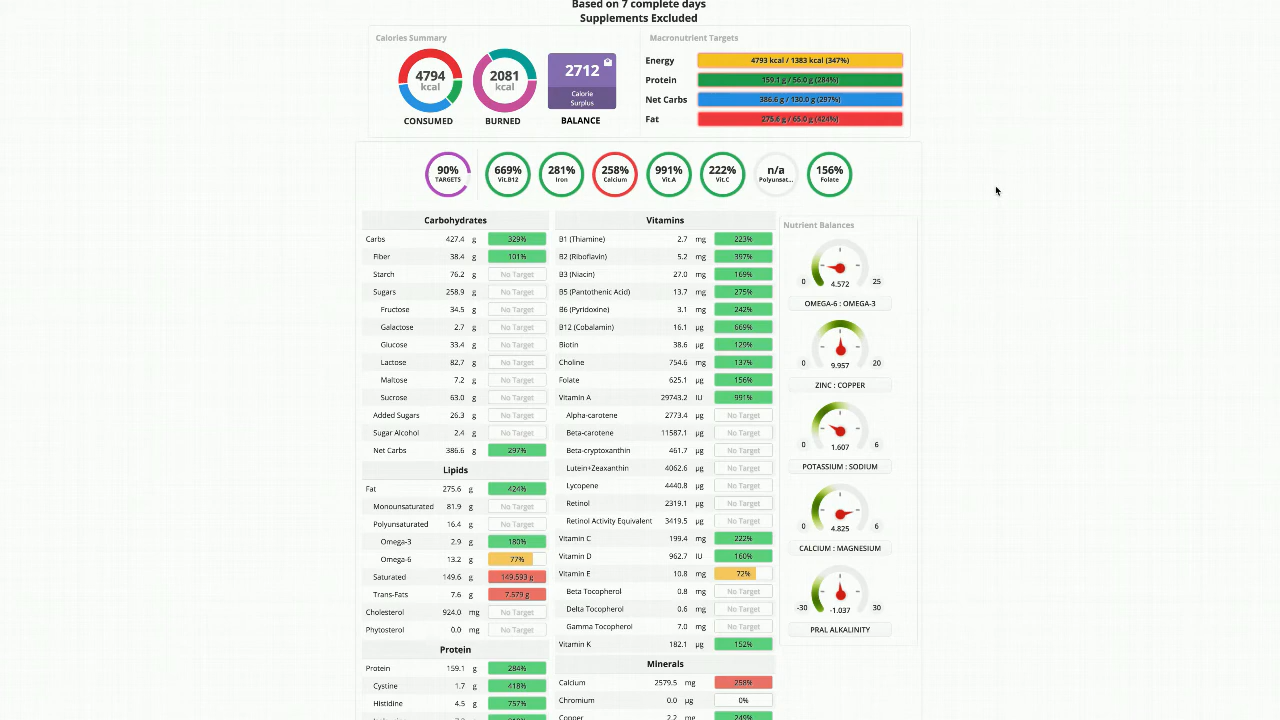 Based on 7 complete days
Supplements Excluded
Calories Summary
4794
kcal
CONSUMED
2081
kcal
BURNED
2712
Calorie
Surplus
BALANCE
Macronutrient Targets
Energy 4793 kcal / 1383 kcal (347%)
Protein 159.1 g / 56.0 g (284%)
Net Carbs 386.6 g / 130.0 g (297%)
Fat 275.6 g / 65.0 g (424%)
90%
TARGETS
669%
Vit.B12
281%
Iron
258%
Calcium
991%
Vit.A
222%
Vit.C
n/a
Polyunsat...
156%
Folate
Carbohydrates
Carbs 427.4 g 329%
Fiber 38.4 g 101%
Starch 76.2 g No Target
Sugars 258.9 g No Target
Fructose 34.5 g No Target
Galactose 2.7 g No Target
Glucose 33.4 g No Target
Lactose 82.7 g No Target
Maltose 7.2 g No Target
Sucrose 63.0 g No Target
Added Sugars 26.3 g No Target
Sugar Alcohol 2.4 g No Target
Net Carbs 386.6 g 297%
Lipids
Fat 275.6 g 424%
Monounsaturated 81.9 g No Target
Polyunsaturated 16.4 g No Target
Omega-3 2.9 g 180%
Omega-6 13.2 g 77%
Saturated 149.6 g 149.593 g
Trans-Fats 7.6 g 7.579 g
Cholesterol 924.0 mg No Target
Phytosterol 0.0 mg No Target
Protein
Protein 159.1 g 284%
Cystine 1.7 g 418%
Histidine 4.5 g 757%
Vitamins
B1 (Thiamine) 2.7 mg 223%
B2 (Riboflavin) 5.2 mg 397%
B3 (Niacin) 27.0 mg 169%
B5 (Pantothenic Acid) 13.7 mg 275%
B6 (Pyridoxine) 3.1 mg 242%
B12 (Cobalamin) 16.1 µg 669%
Biotin 38.6 µg 129%
Choline 754.6 mg 137%
Folate 625.1 µg 156%
Vitamin A 29743.2 IU 991%
Alpha-carotene 2773.4 µg No Target
Beta-carotene 11587.1 µg No Target
Beta-cryptoxanthin 461.7 µg No Target
Lutein+Zeaxanthin 4062.6 µg No Target
Lycopene 4440.8 µg No Target
Retinol 2319.1 µg No Target
Retinol Activity Equivalent 3419.5 µg No Target
Vitamin C 199.4 mg 222%
Vitamin D 962.7 IU 160%
Vitamin E 10.8 mg 72%
Beta Tocopherol 0.8 mg No Target
Delta Tocopherol 0.6 mg No Target
Gamma Tocopherol 7.0 mg No Target
Vitamin K 182.1 µg 152%
Minerals
Calcium 2579.5 mg 258%
Chromium 0.0 µg 0%
Copper 2.2 mg 249%
Nutrient Balances
0 4.572 25
OMEGA-6 : OMEGA-3
0 9.957 20
ZINC : COPPER
0 1.607 6
POTASSIUM : SODIUM
0 4.825 6
CALCIUM : MAGNESIUM
-30 -1.037 30
PRAL ALKALINITY